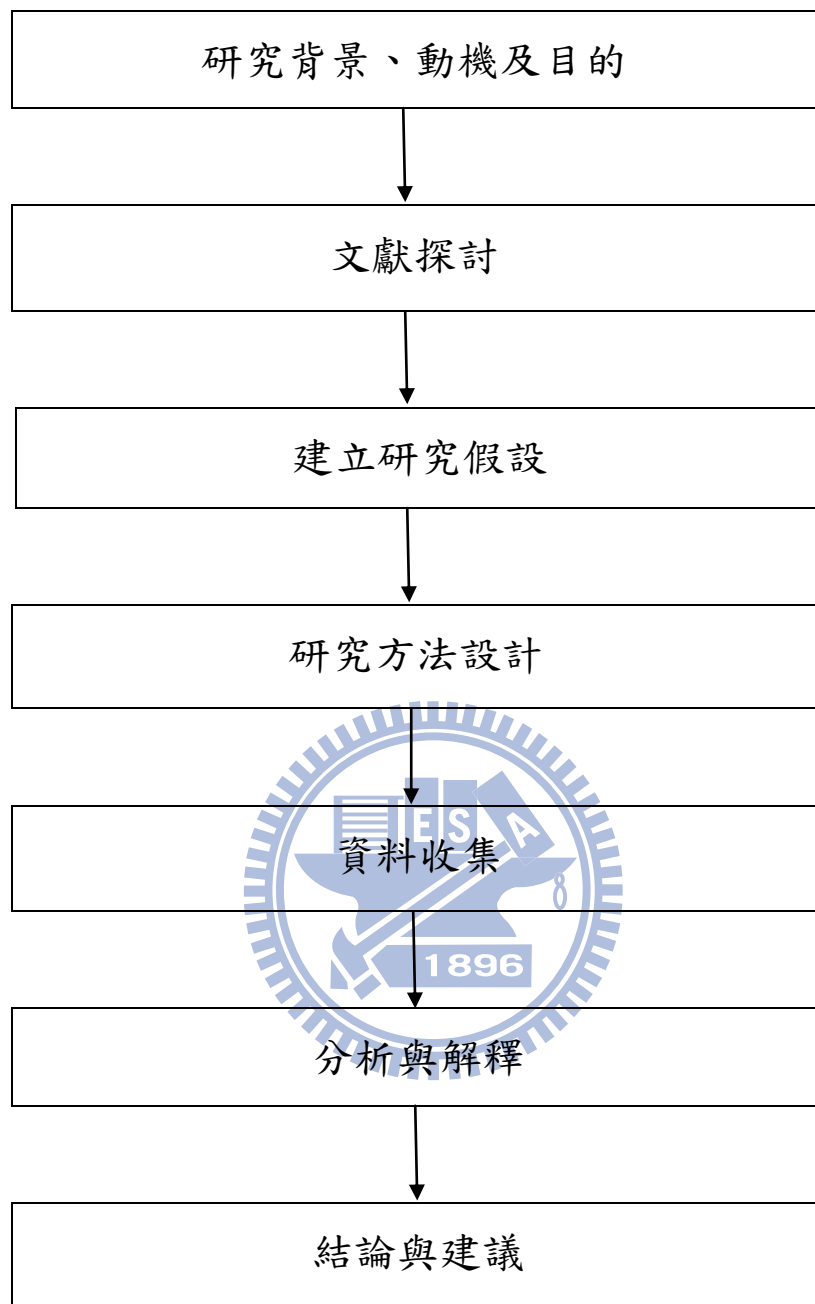 研究背景、動機及目的
文獻探討
建立研究假設
研究方法設計
E S A
資料收集
1896
分析與解釋
結論與建議